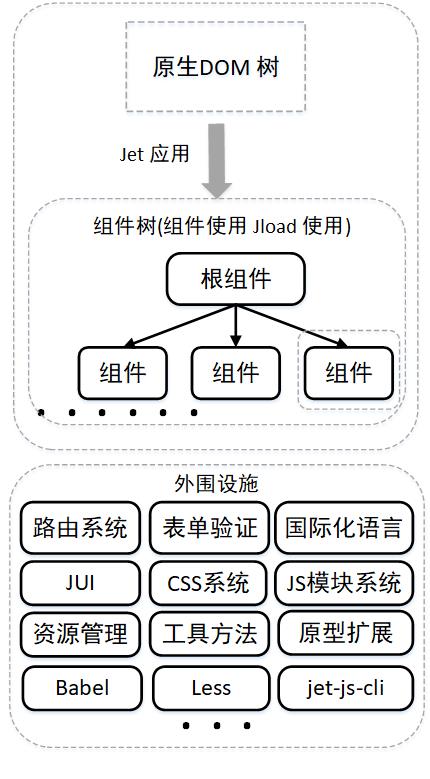 原生DOM 树
Jet 应用
组件树(组件使用 Jload 使用)
根组件
组件 组件 组件
......
外围设施
路由系统 表单验证 国际化语言
JUI CSS系统 JS模块系统
资源管理 工具方法 原型扩展
Babel Less jet-js-cli
...